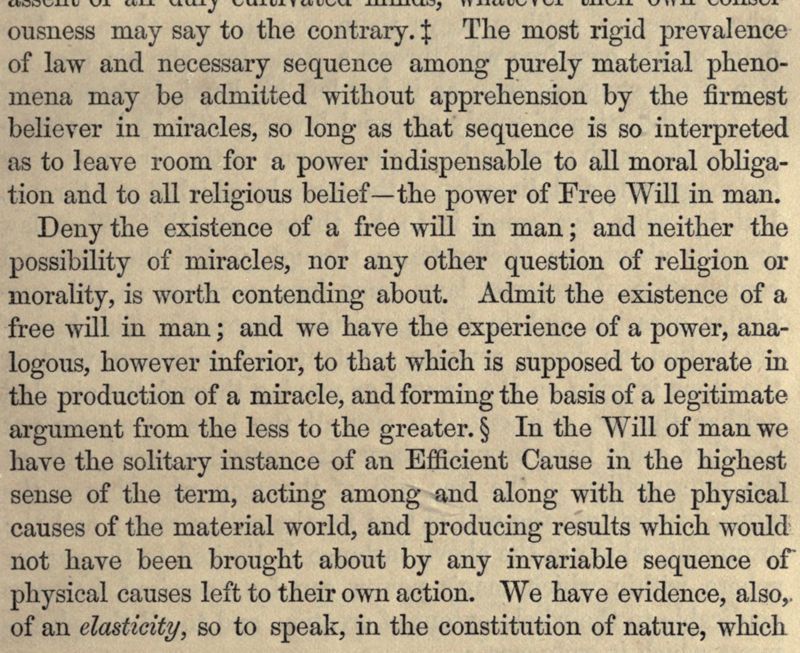 assent of all duly cultivated minds, whatever their own consci-
ousness may say to the contrary.‡ The most rigid prevalence
of law and necessary sequence among purely material pheno-
mena may be admitted without apprehension by the firmest
believer in miracles, so long as that sequence is so interpreted
as to leave room for a power indispensable to all moral obliga-
tion and to all religious belief—the power of Free Will in man.
Deny the existence of a free will in man; and neither the
possibility of miracles, nor any other question of religion or
morality, is worth contending about. Admit the existence of a
free will in man; and we have the experience of a power, ana-
logous, however inferior, to that which is supposed to operate in
the production of a miracle, and forming the basis of a legitimate
argument from the less to the greater.§ In the Will of man we
have the solitary instance of an Efficient Cause in the highest
sense of the term, acting among and along with the physical
causes of the material world, and producing results which would
not have been brought about by any invariable sequence of
physical causes left to their own action. We have evidence, also,
of an elasticity, so to speak, in the constitution of nature, which